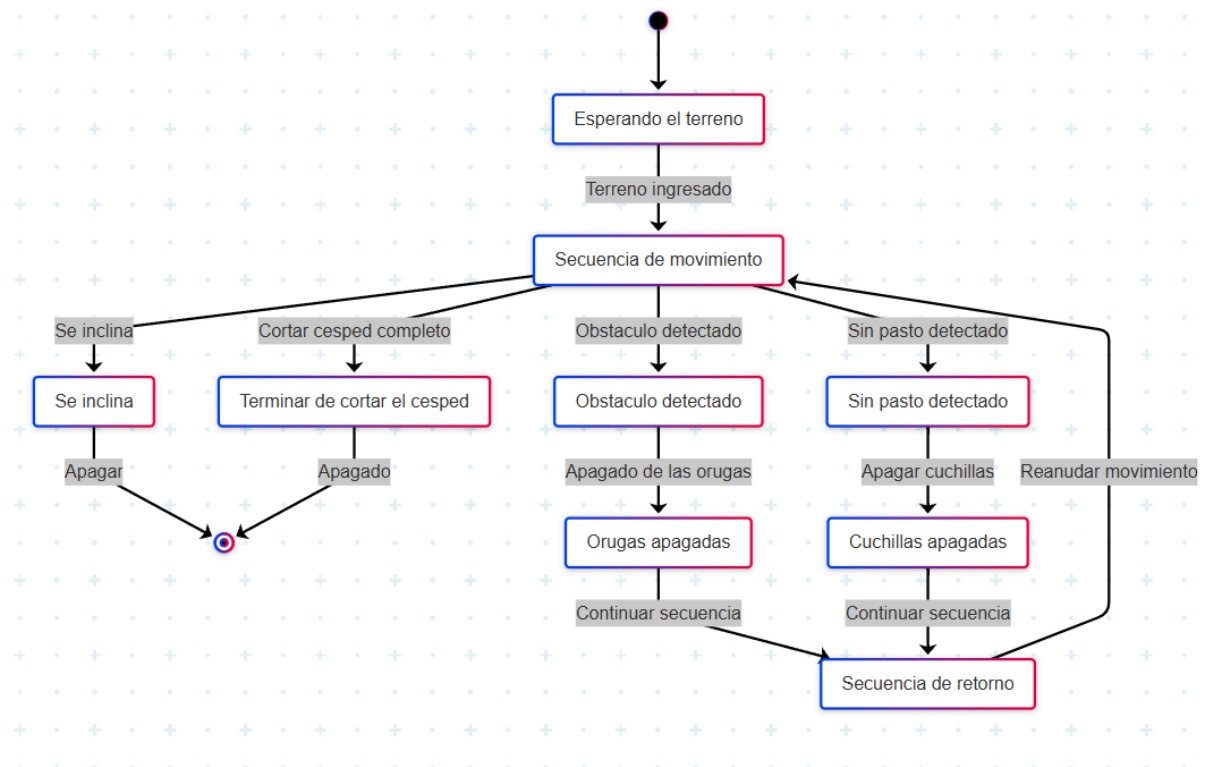 Esperando el terreno
Terreno ingresado
Secuencia de movimiento
Se inclina
Cortar cesped completo
Obstaculo detectado
Sin pasto detectado
Se inclina
Terminar de cortar el cesped
Obstaculo detectado
Sin pasto detectado
Apagar
Apagado
Apagado de las orugas
Apagar cuchillas
Reanudar movimiento
Orugas apagadas
Cuchillas apagadas
Continuar secuencia
Continuar secuencia
Secuencia de retorno